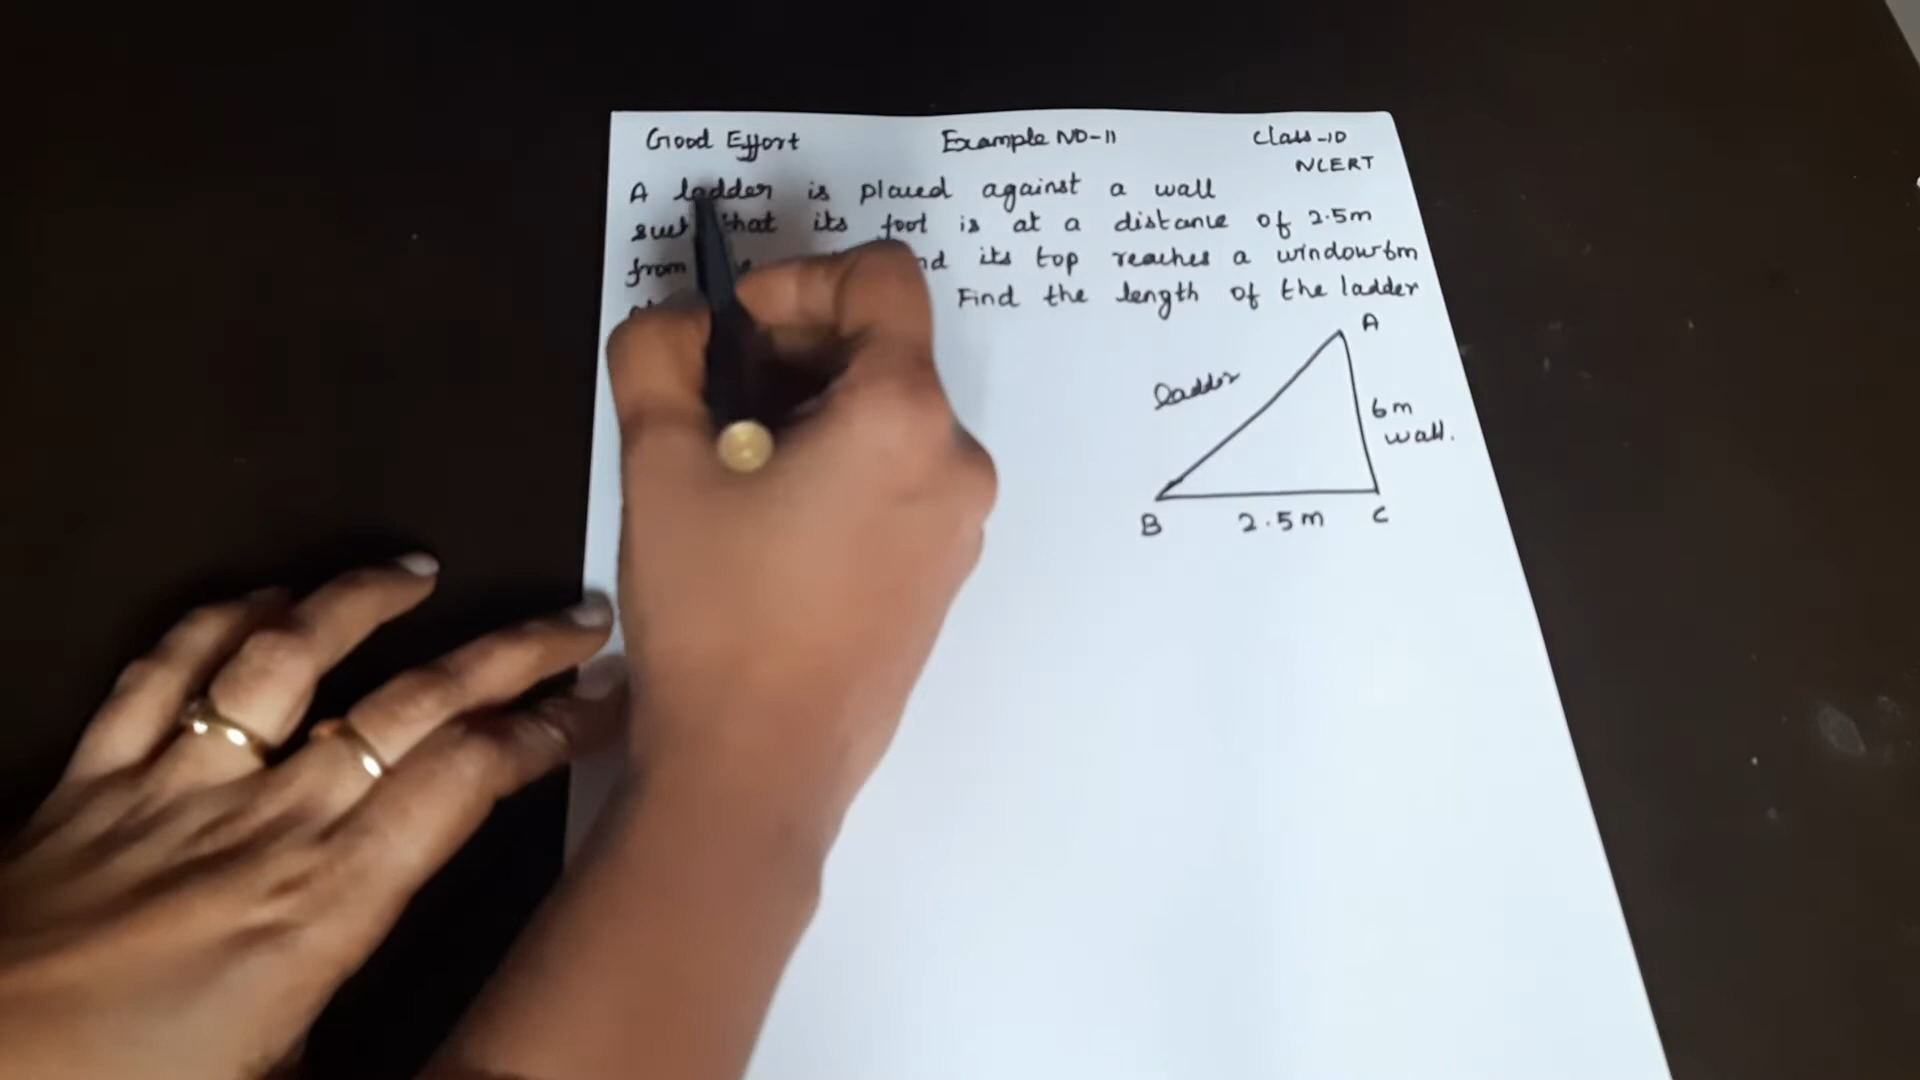 Good Effort Example NO-11 Class-10
NCERT
A ladder is placed against a wall
that its foot is at a distance of 2.5m
from its top reaches a window 6m
Find the length of the ladder
A
ladder
6m
wall.
B 2.5m C